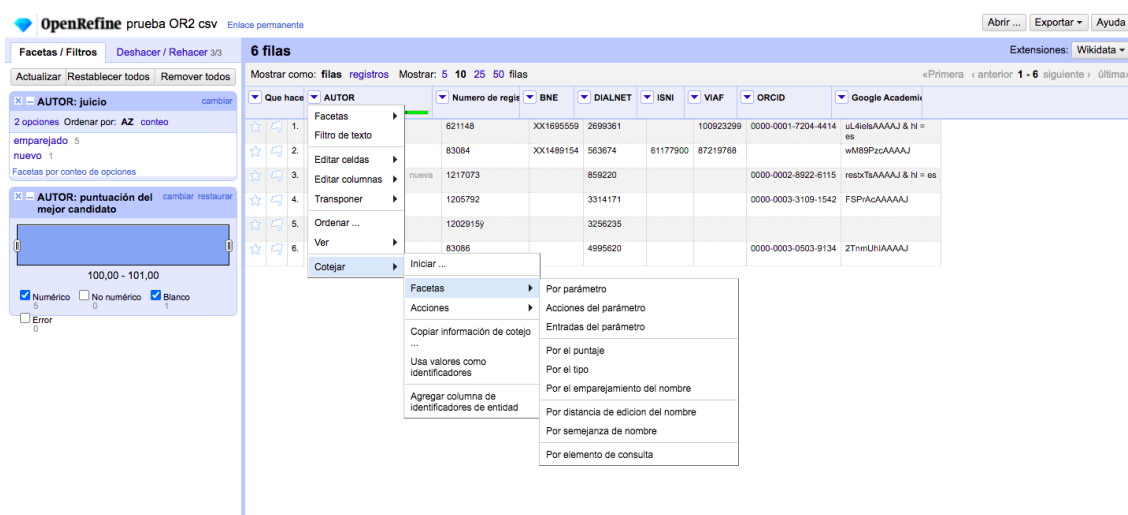 OpenRefine prueba OR2 csv Enlace permanente
Abrir ... Exportar Ayuda
Facetas / Filtros Deshacer / Rehacer 3/3
6 filas
Extensiones: Wikidata
Actualizar Restablecer todos Remover todos
Mostrar como: filas registros Mostrar: 5 10 25 50 filas
«Primera ‹ anterior 1 - 6 siguiente › última»
AUTOR: juicio cambiar
2 opciones Ordenar por: AZ conteo
emparejado 5
nuevo 1
Facetas por conteo de opciones
AUTOR: puntuación del mejor candidato cambiar restaurar
100,00 - 101,00
Numérico 5
No numérico 0
Blanco 1
Error 0
Que hace AUTOR Numero de regis BNE DIALNET ISNI VIAF ORCID Google Academic
1. 621148 XX1695559 2699361 100923299 0000-0001-7204-4414 uL4ielsAAAAJ & hl =
es
2. 83084 XX1489154 563674 61177900 87219768 wM89PzcAAAAJ
3. nueva 1217073 859220 0000-0002-8922-6115 restxTsAAAAJ & hl = es
4. 1205792 3314171 0000-0003-3109-1542 FSPrAcAAAAAJ
5. 1202915ÿ 3256235
6. 83086 4995620 0000-0003-0503-9134 2TnmUhIAAAAJ
Facetas
Filtro de texto
Editar celdas
Editar columnas
Transponer
Ordenar ...
Ver
Cotejar
Iniciar ...
Facetas
Acciones
Copiar información de cotejo
...
Usa valores como
identificadores
Agregar columna de
identificadores de entidad
Por parámetro
Acciones del parámetro
Entradas del parámetro
Por el puntaje
Por el tipo
Por el emparejamiento del nombre
Por distancia de edicion del nombre
Por semejanza de nombre
Por elemento de consulta